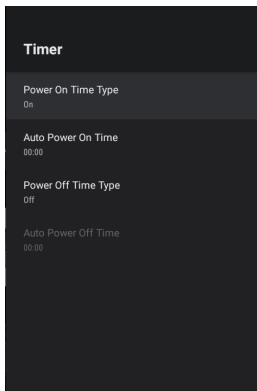 Timer
Power On Time Type
On
Auto Power On Time
00:00
Power Off Time Type
Off
Auto Power Off Time
00:00